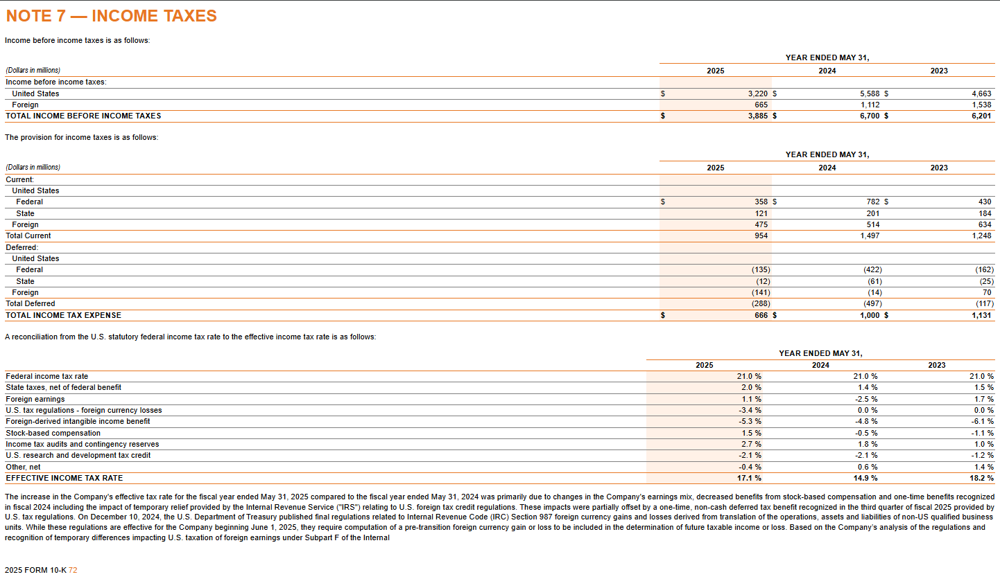 NOTE 7 — INCOME TAXES
Income before income taxes is as follows:
YEAR ENDED MAY 31,
(Dollars in millions) 2025 2024 2023
Income before income taxes:
United States $ 3,220 $ 5,588 $ 4,663
Foreign 665 1,112 1,538
TOTAL INCOME BEFORE INCOME TAXES $ 3,885 $ 6,700 $ 6,201
The provision for income taxes is as follows:
YEAR ENDED MAY 31,
(Dollars in millions) 2025 2024 2023
Current:
United States
Federal $ 358 $ 782 $ 430
State 121 201 184
Foreign 475 514 634
Total Current 954 1,497 1,248
Deferred:
United States
Federal (135) (422) (162)
State (12) (61) (25)
Foreign (141) (14) 70
Total Deferred (288) (497) (117)
TOTAL INCOME TAX EXPENSE $ 666 $ 1,000 $ 1,131
A reconciliation from the U.S. statutory federal income tax rate to the effective income tax rate is as follows:
YEAR ENDED MAY 31,
2025 2024 2023
Federal income tax rate 21.0 % 21.0 % 21.0 %
State taxes, net of federal benefit 2.0 % 1.4 % 1.5 %
Foreign earnings 1.1 % -2.5 % 1.7 %
U.S. tax regulations - foreign currency losses -3.4 % 0.0 % 0.0 %
Foreign-derived intangible income benefit -5.3 % -4.8 % -6.1 %
Stock-based compensation 1.5 % -0.5 % -1.1 %
Income tax audits and contingency reserves 2.7 % 1.8 % 1.0 %
U.S. research and development tax credit -2.1 % -2.1 % -1.2 %
Other, net -0.4 % 0.6 % 1.4 %
EFFECTIVE INCOME TAX RATE 17.1 % 14.9 % 18.2 %
The increase in the Company's effective tax rate for the fiscal year ended May 31, 2025 compared to the fiscal year ended May 31, 2024 was primarily due to changes in the Company's earnings mix, decreased benefits from stock-based compensation and one-time benefits recognized
in fiscal 2024 including the impact of temporary relief provided by the Internal Revenue Service ("IRS") relating to U.S. foreign tax credit regulations. These impacts were partially offset by a one-time, non-cash deferred tax benefit recognized in the third quarter of fiscal 2025 provided by
U.S. tax regulations. On December 10, 2024, the U.S. Department of Treasury published final regulations related to Internal Revenue Code (IRC) Section 987 foreign currency gains and losses derived from translation of the operations, assets and liabilities of non-US qualified business
units. While these regulations are effective for the Company beginning June 1, 2025, they require computation of a pre-transition foreign currency gain or loss to be included in the determination of future taxable income or loss. Based on the Company's analysis of the regulations and
recognition of temporary differences impacting U.S. taxation of foreign earnings under Subpart F of the Internal
2025 FORM 10-K 72